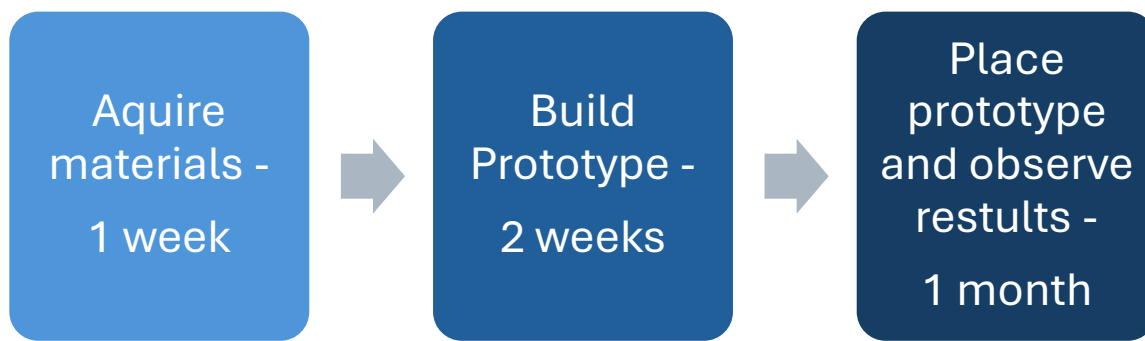 Aquire
materials -
1 week
Build
Prototype -
2 weeks
Place
prototype
and observe
restults -
1 month